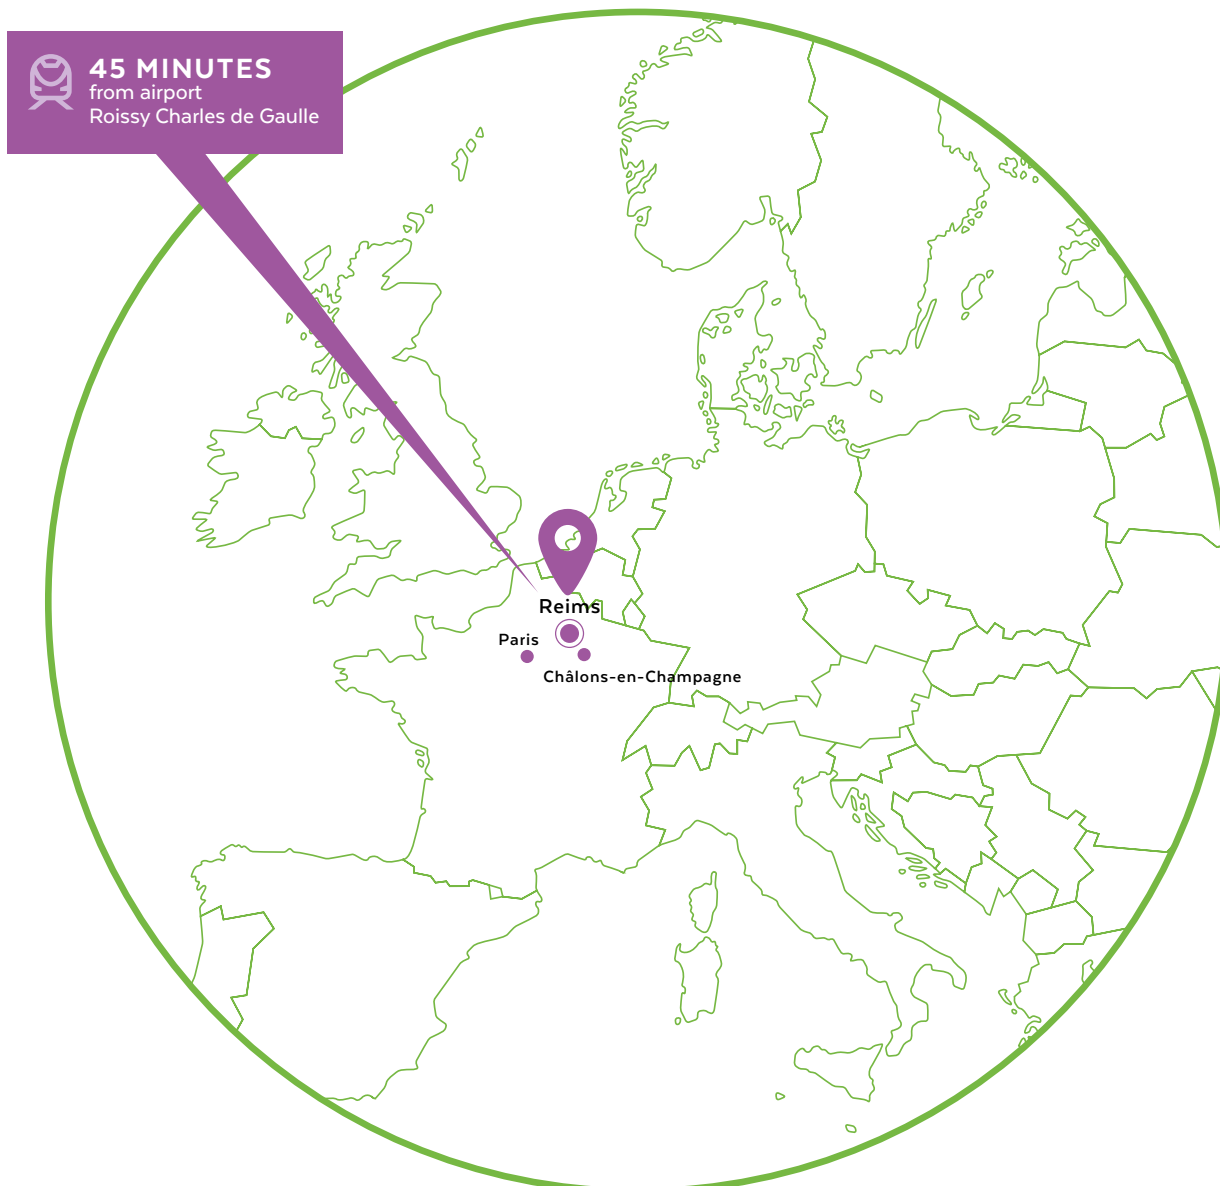 45 MINUTES
from airport
Roissy Charles de Gaulle
Reims
Paris
Châlons-en-Champagne